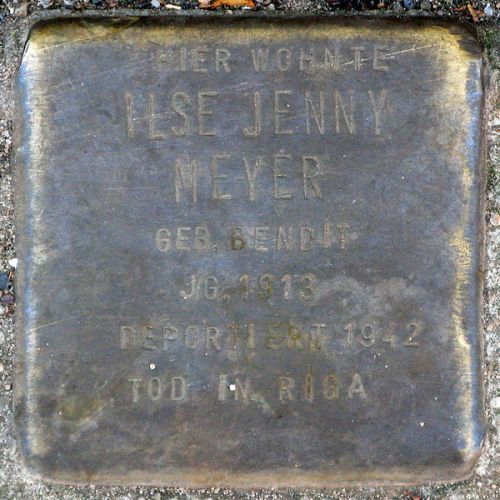 HIER WOHNTE
ILSE JENNY
MEYER
GEB. BENDIT
JG. 1913
DEPORTIERT 1942
TOD IN RIGA